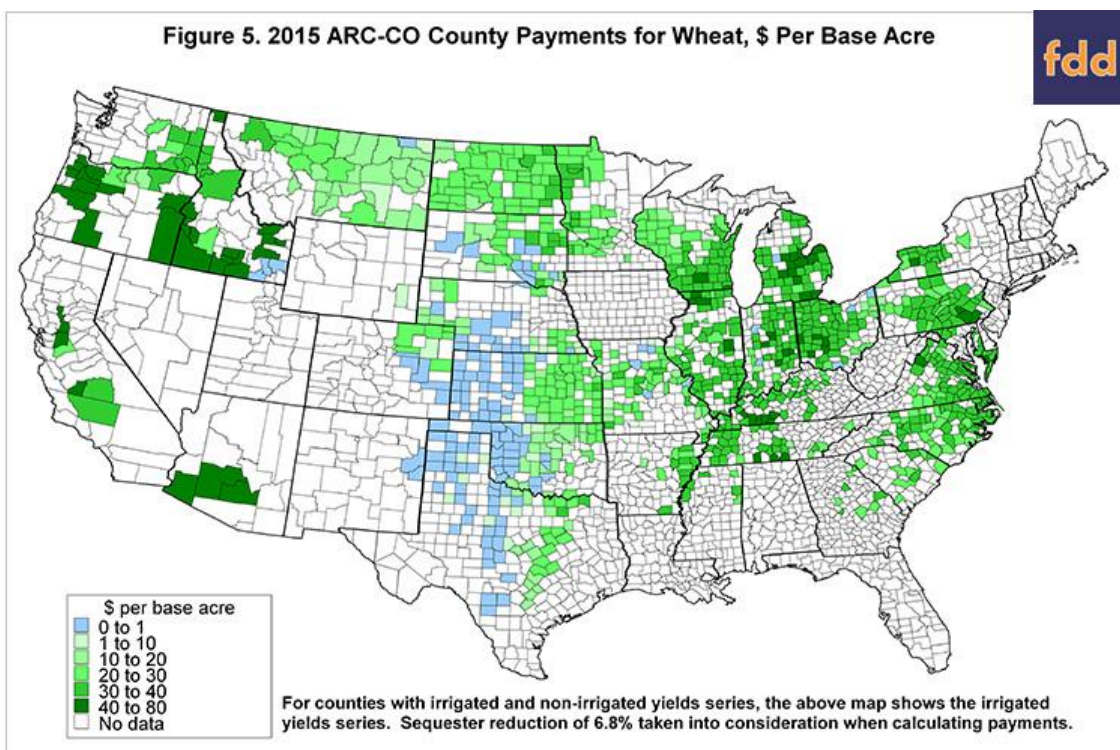 Figure 5. 2015 ARC-CO County Payments for Wheat, $ Per Base Acre
fdd
$ per base acre
0 to 1
1 to 10
10 to 20
20 to 30
30 to 40
40 to 80
No data
For counties with irrigated and non-irrigated yields series, the above map shows the irrigated
yields series. Sequester reduction of 6.8% taken into consideration when calculating payments.